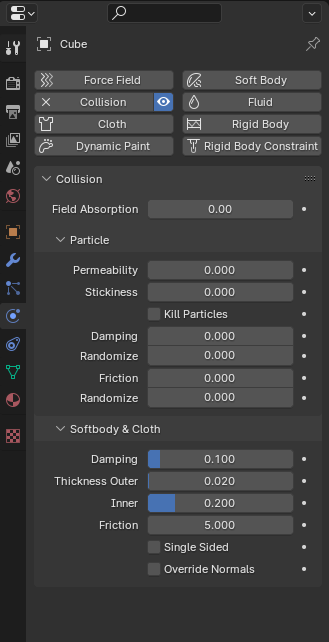 Cube
Force Field
Soft Body
Collision
Fluid
Cloth
Rigid Body
Dynamic Paint
Rigid Body Constraint
Collision
Field Absorption 0.00
Particle
Permeability 0.000
Stickiness 0.000
Kill Particles
Damping 0.000
Randomize 0.000
Friction 0.000
Randomize 0.000
Softbody & Cloth
Damping 0.100
Thickness Outer 0.020
Inner 0.200
Friction 5.000
Single Sided
Override Normals